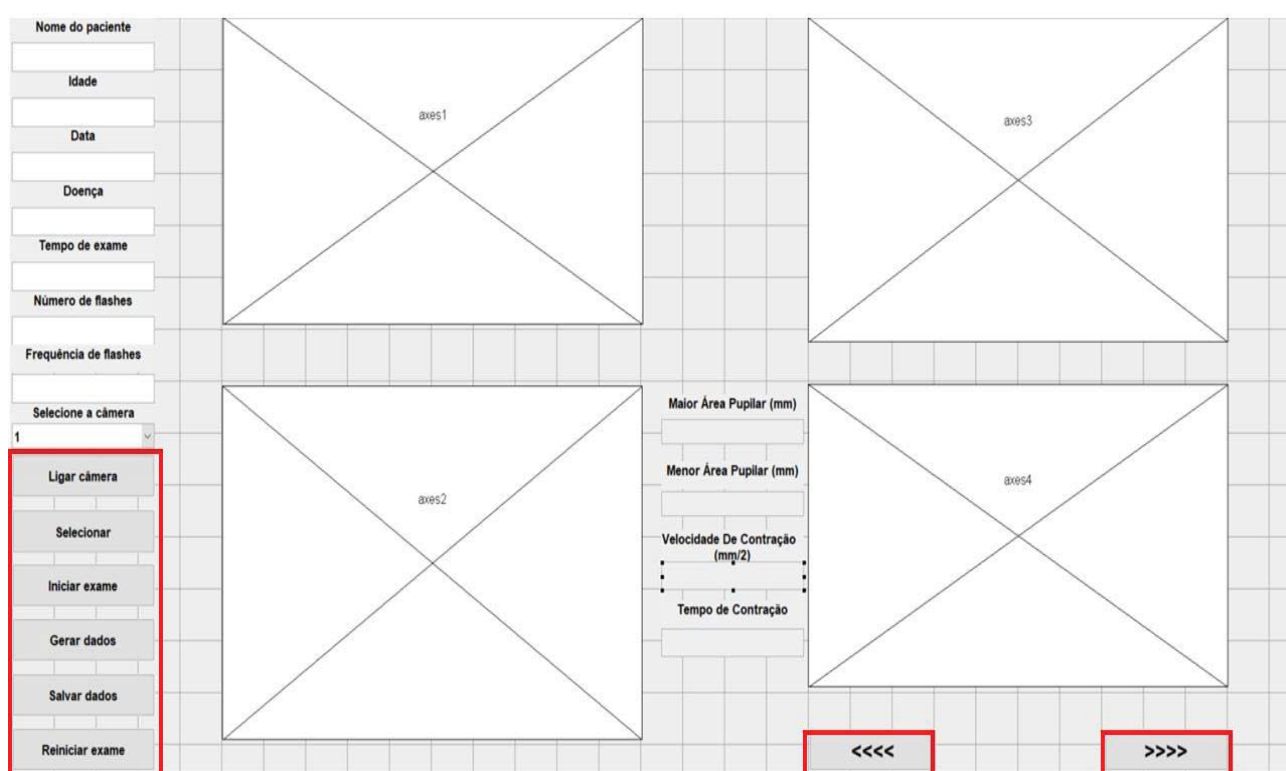 Nome do paciente
Idade
Data
Doença
Tempo de exame
Número de flashes
Frequência de flashes
Selecione a câmera
1
Ligar câmera
Selecionar
Iniciar exame
Gerar dados
Salvar dados
Reiniciar exame
axes1
axes2
Maior Área Pupilar (mm)
Menor Área Pupilar (mm)
Velocidade De Contração
(mm/2)
Tempo de Contração
axes3
axes4
<<<<
>>>>